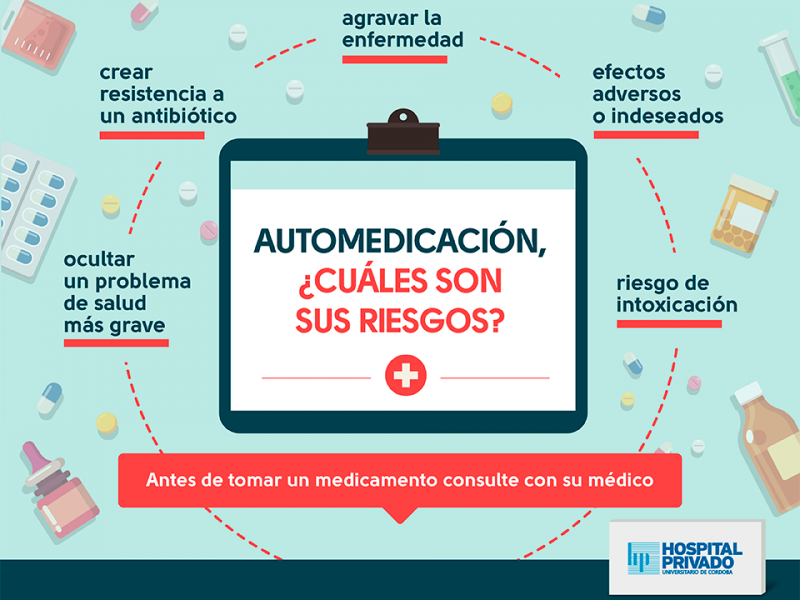 agravar la
enfermedad
crear
resistencia a
un antibiótico
efectos
adversos
o indeseados
AUTOMEDICACIÓN,
¿CUÁLES SON
SUS RIESGOS?
ocultar
un problema
de salud
más grave
riesgo de
intoxicación
Antes de tomar un medicamento consulte con su médico
hp
HOSPITAL
PRIVADO
UNIVERSITARIO DE CORDOBA